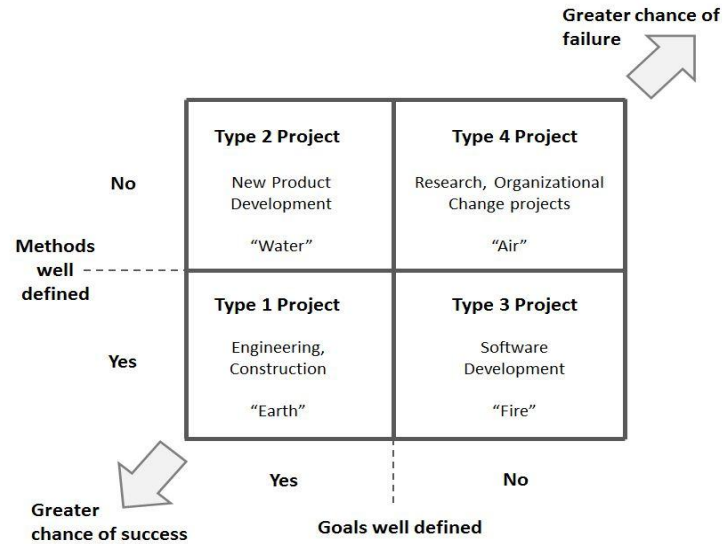 Greater chance of
failure
Type 2 Project
Type 4 Project
No
New Product
Development
Research, Organizational
Change projects
“Water”
“Air”
Methods
well
defined
Type 1 Project
Type 3 Project
Yes
Engineering,
Construction
Software
Development
“Earth”
“Fire”
Yes
No
Greater
chance of success
Goals well defined